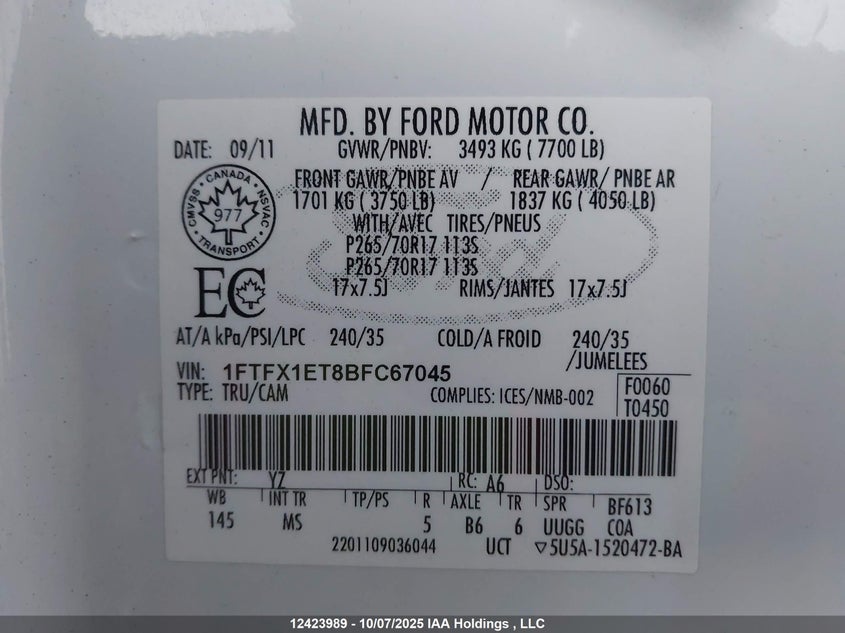 MFD. BY FORD MOTOR CO.
DATE: 09/11 GVWR/PNBV: 3493 KG ( 7700 LB)
FRONT GAWR/PNBE AV / REAR GAWR/ PNBE AR
1701 KG ( 3750 LB) 1837 KG ( 4050 LB)
WITH/AVEC TIRES/PNEUS
P265/70R17 113S
P265/70R17 113S
17x7.5J RIMS/JANTES 17x7.5J
CMVSS · CANADA · NSVAC
977
· TRANSPORT ·
EC
AT/A kPa/PSI/LPC 240/35 COLD/A FROID 240/35
/JUMELEES
VIN: 1FTFX1ET8BFC67045
TYPE: TRU/CAM COMPLIES: ICES/NMB-002
F0060
T0450
EXT PNT: YZ RC: A6 DSO:
WB INT TR TP/PS R AXLE TR SPR BF613
145 MS 5 B6 6 UUGG COA
2201109036044 UCT ▽5U5A-1520472-BA
12423989 - 10/07/2025 IAA Holdings , LLC